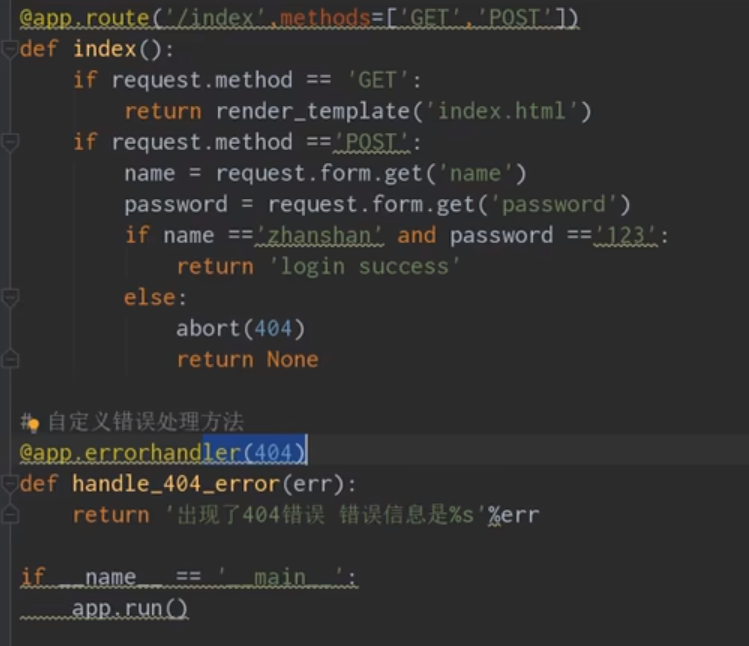 @app.route('/index',methods=['GET','POST'])
def index():
    if request.method == 'GET':
        return render_template('index.html')
    if request.method =='POST':
        name = request.form.get('name')
        password = request.form.get('password')
        if name =='zhanshan' and password =='123':
            return 'login success'
        else:
            abort(404)
            return None
# 自定义错误处理方法
@app.errorhandler(404)
def handle_404_error(err):
    return '出现了404错误 错误信息是%s'%err
if __name__ == '__main__':
    app.run()